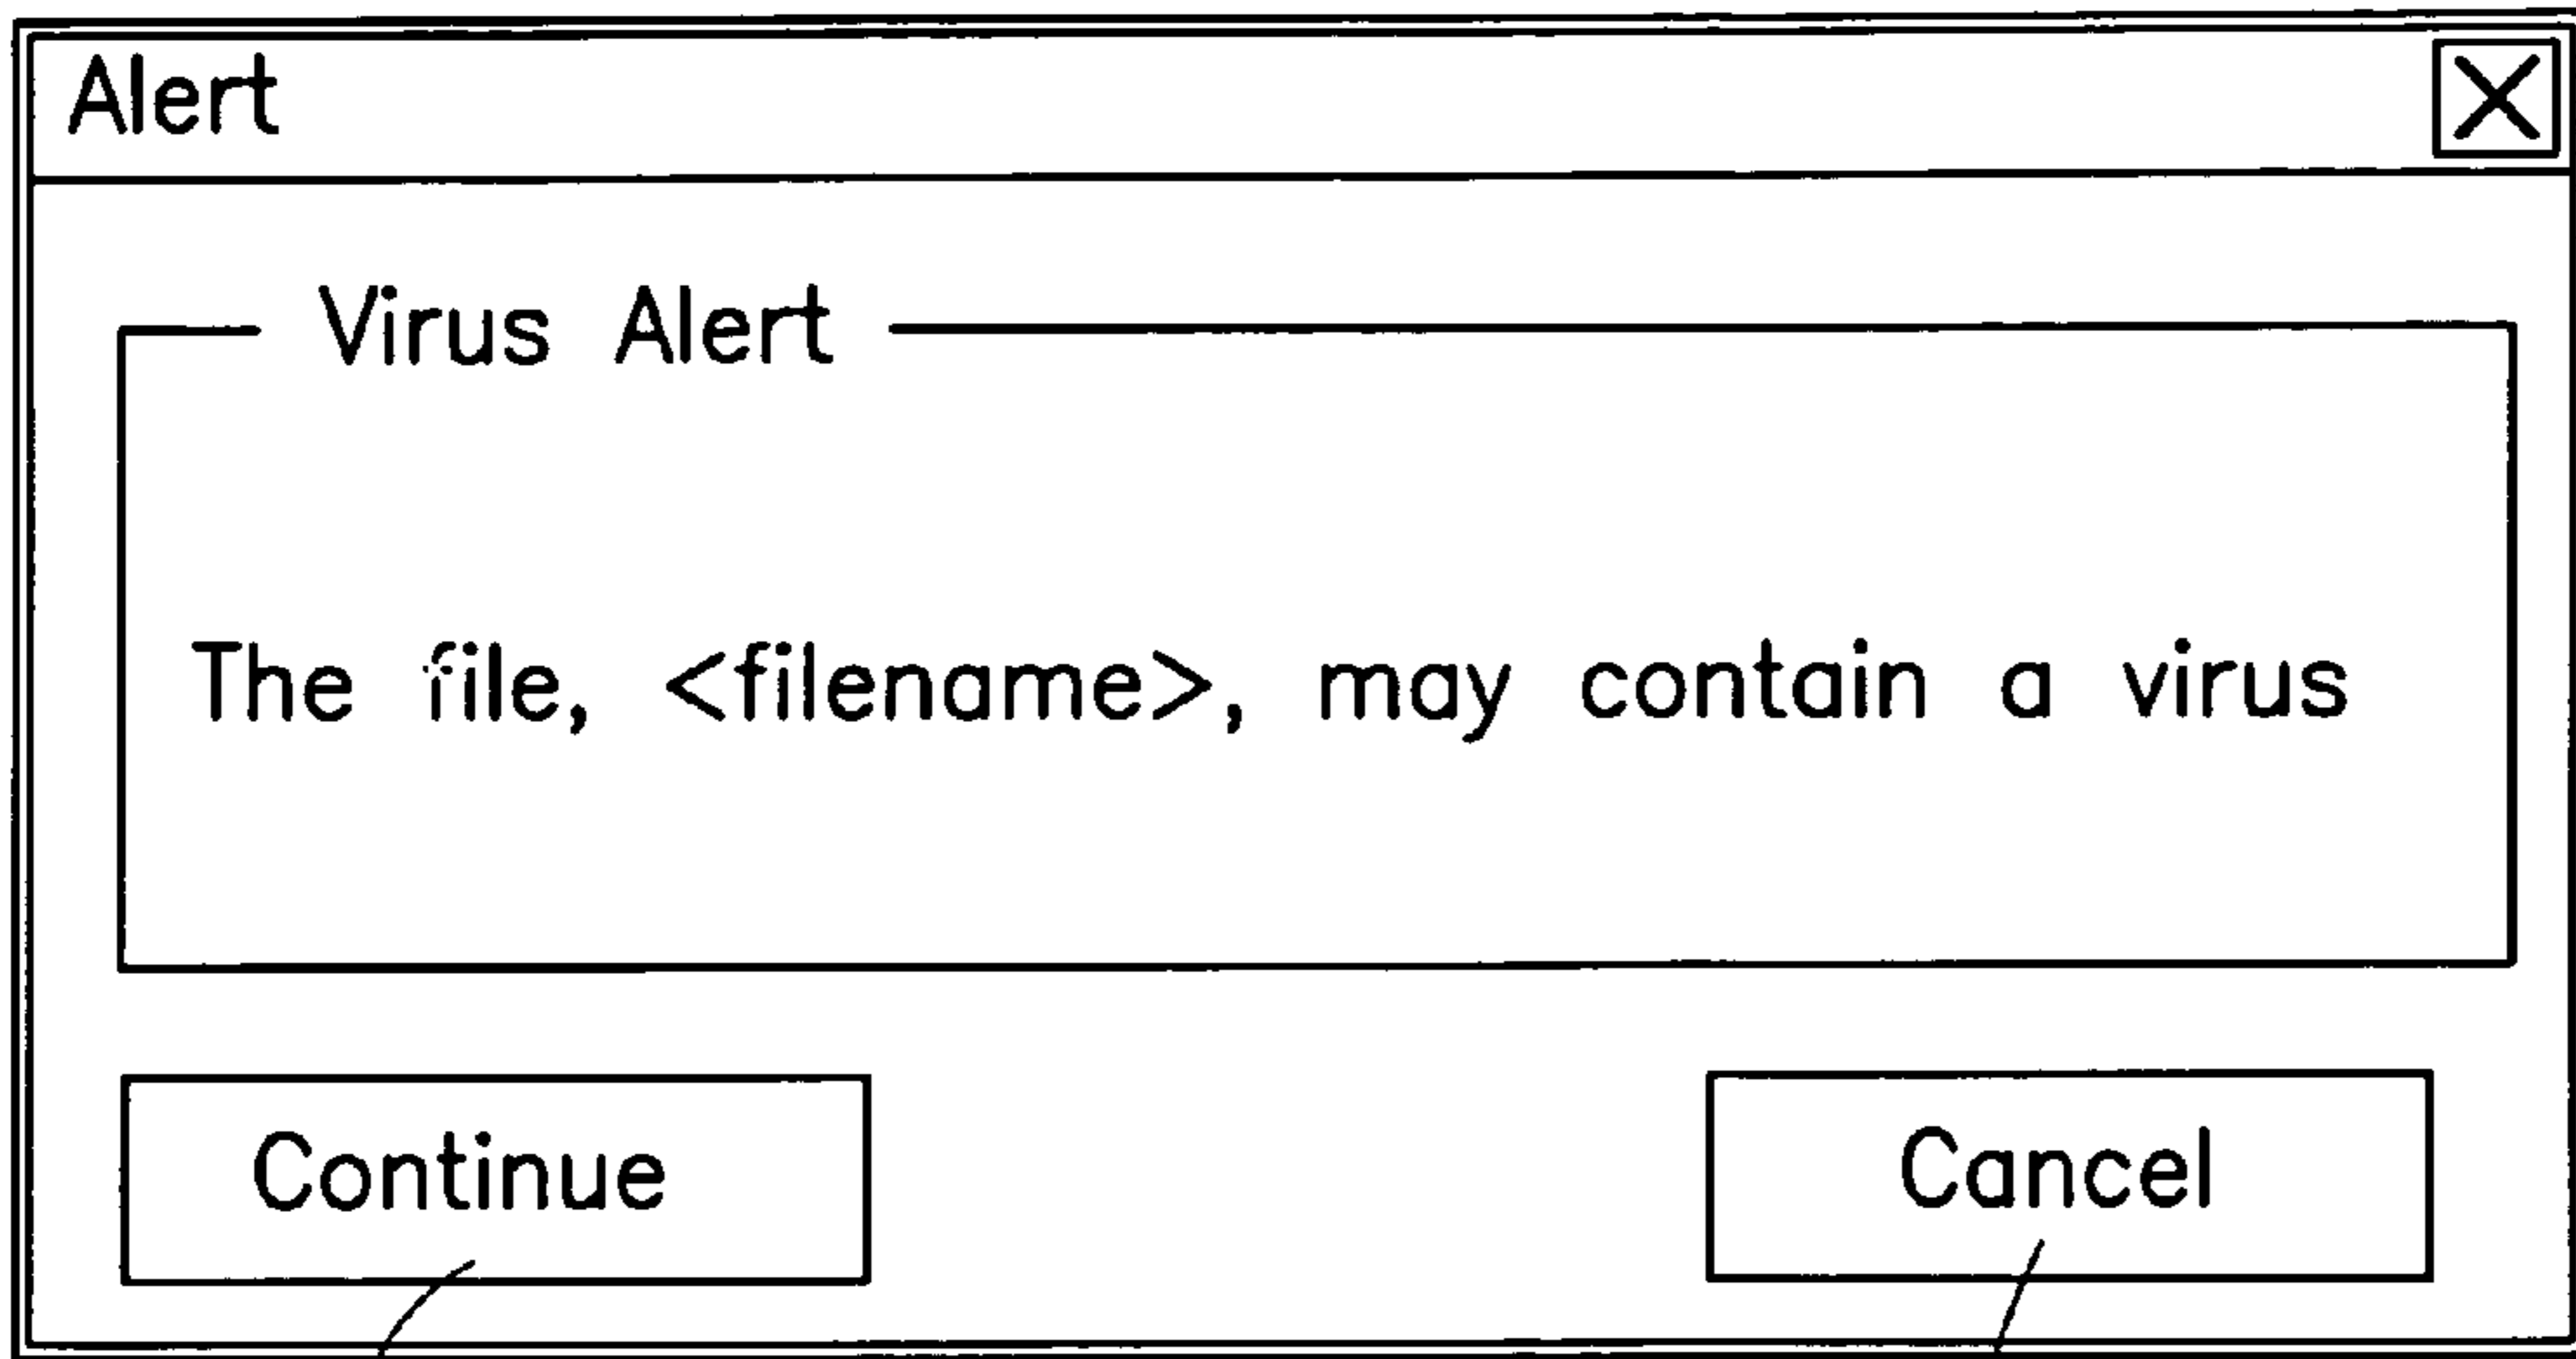 Alert
Virus Alert
The file, <filename>, may contain a virus
Continue
Cancel